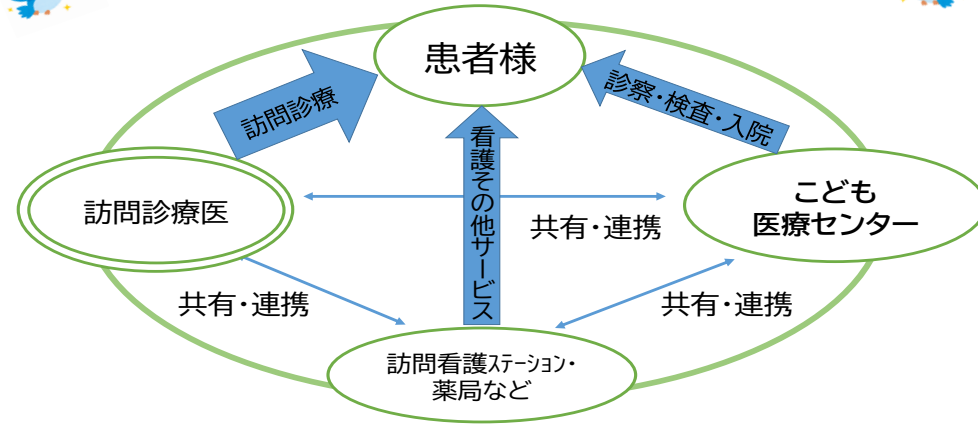 患者様
訪問診療
診察・検査・入院
看護その他サービス
訪問診療医
こども
医療センター
共有・連携
共有・連携
共有・連携
訪問看護ｽﾃｰｼｮﾝ・
薬局など